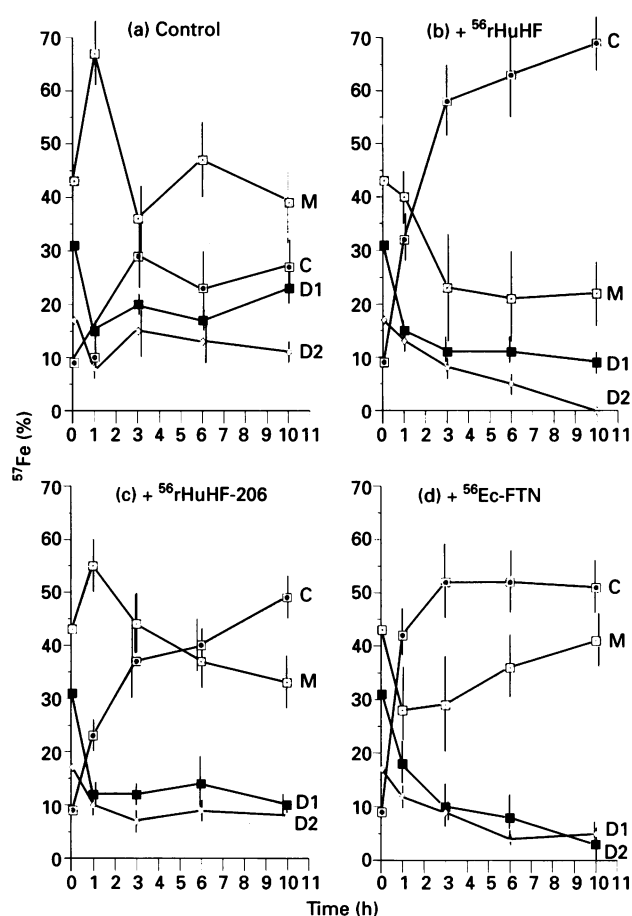 (a) Control
(b) + ⁵⁶rHuHF
70
60
50
40
30
20
10
0
M
C
D1
D2
0 1 2 3 4 5 6 7 8 9 10 11
70
60
50
40
30
20
10
0
C
M
D1
D2
0 1 2 3 4 5 6 7 8 9 10 11
⁵⁷Fe (%)
(c) + ⁵⁶rHuHF-206
(d) + ⁵⁶Ec-FTN
70
60
50
40
30
20
10
0
C
M
D1
D2
0 1 2 3 4 5 6 7 8 9 10 11
70
60
50
40
30
20
10
0
C
M
D1
D2
0 1 2 3 4 5 6 7 8 9 10 11
Time (h)